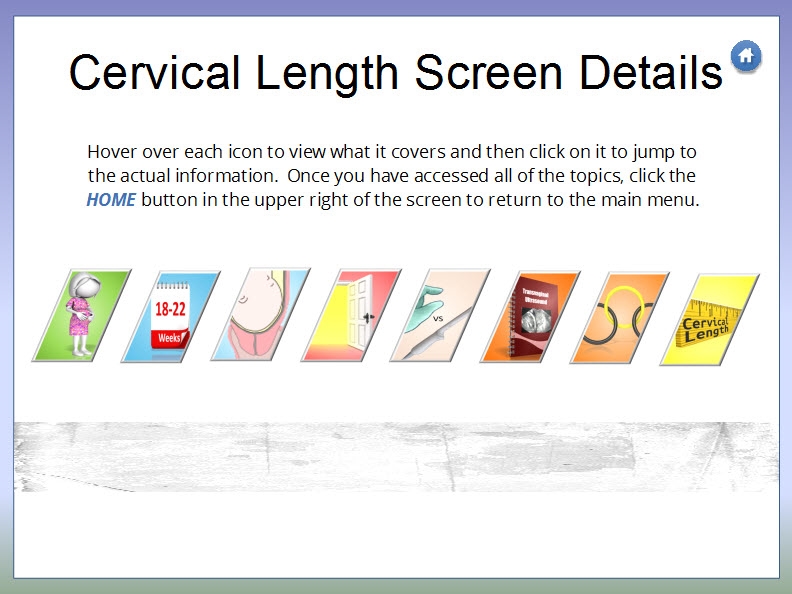 Cervical Length Screen Details
Hover over each icon to view what it covers and then click on it to jump to
the actual information.  Once you have accessed all of the topics, click the
HOME button in the upper right of the screen to return to the main menu.
18-22
Weeks
vs
Transvaginal
Ultrasound
Cervical
Length